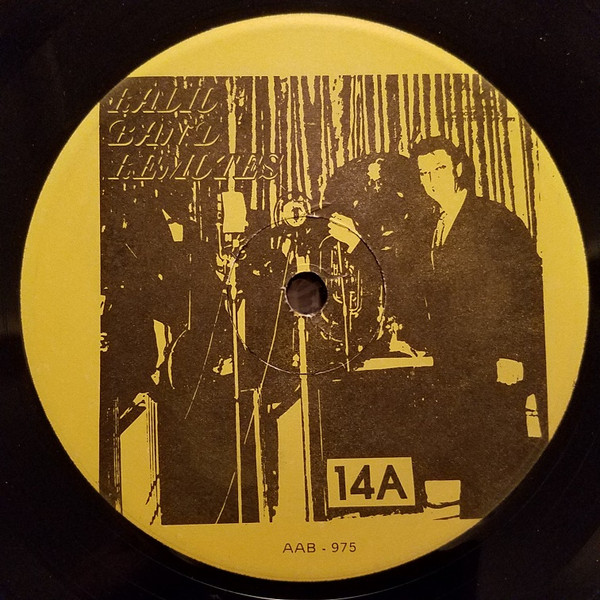 RADIO
BAND
REMOTES
14A
AAB - 975